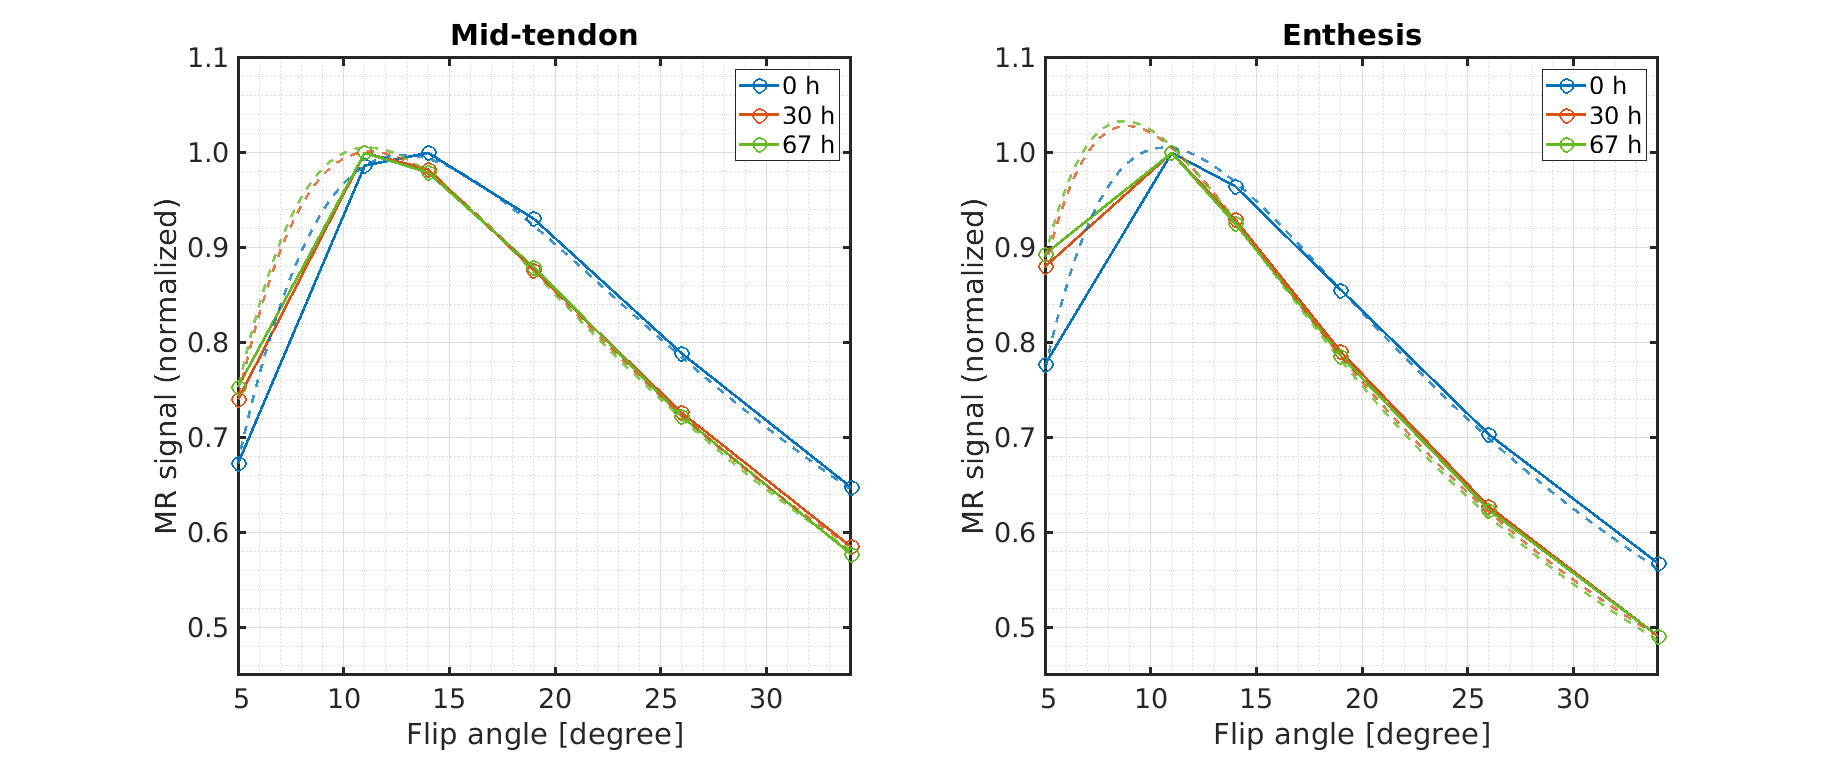 Mid-tendon
1.1
1.0
0.9
0.8
0.7
0.6
0.5
MR signal (normalized)
0 h
30 h
67 h
5 10 15 20 25 30
Flip angle [degree]
Enthesis
1.1
1.0
0.9
0.8
0.7
0.6
0.5
MR signal (normalized)
0 h
30 h
67 h
5 10 15 20 25 30
Flip angle [degree]